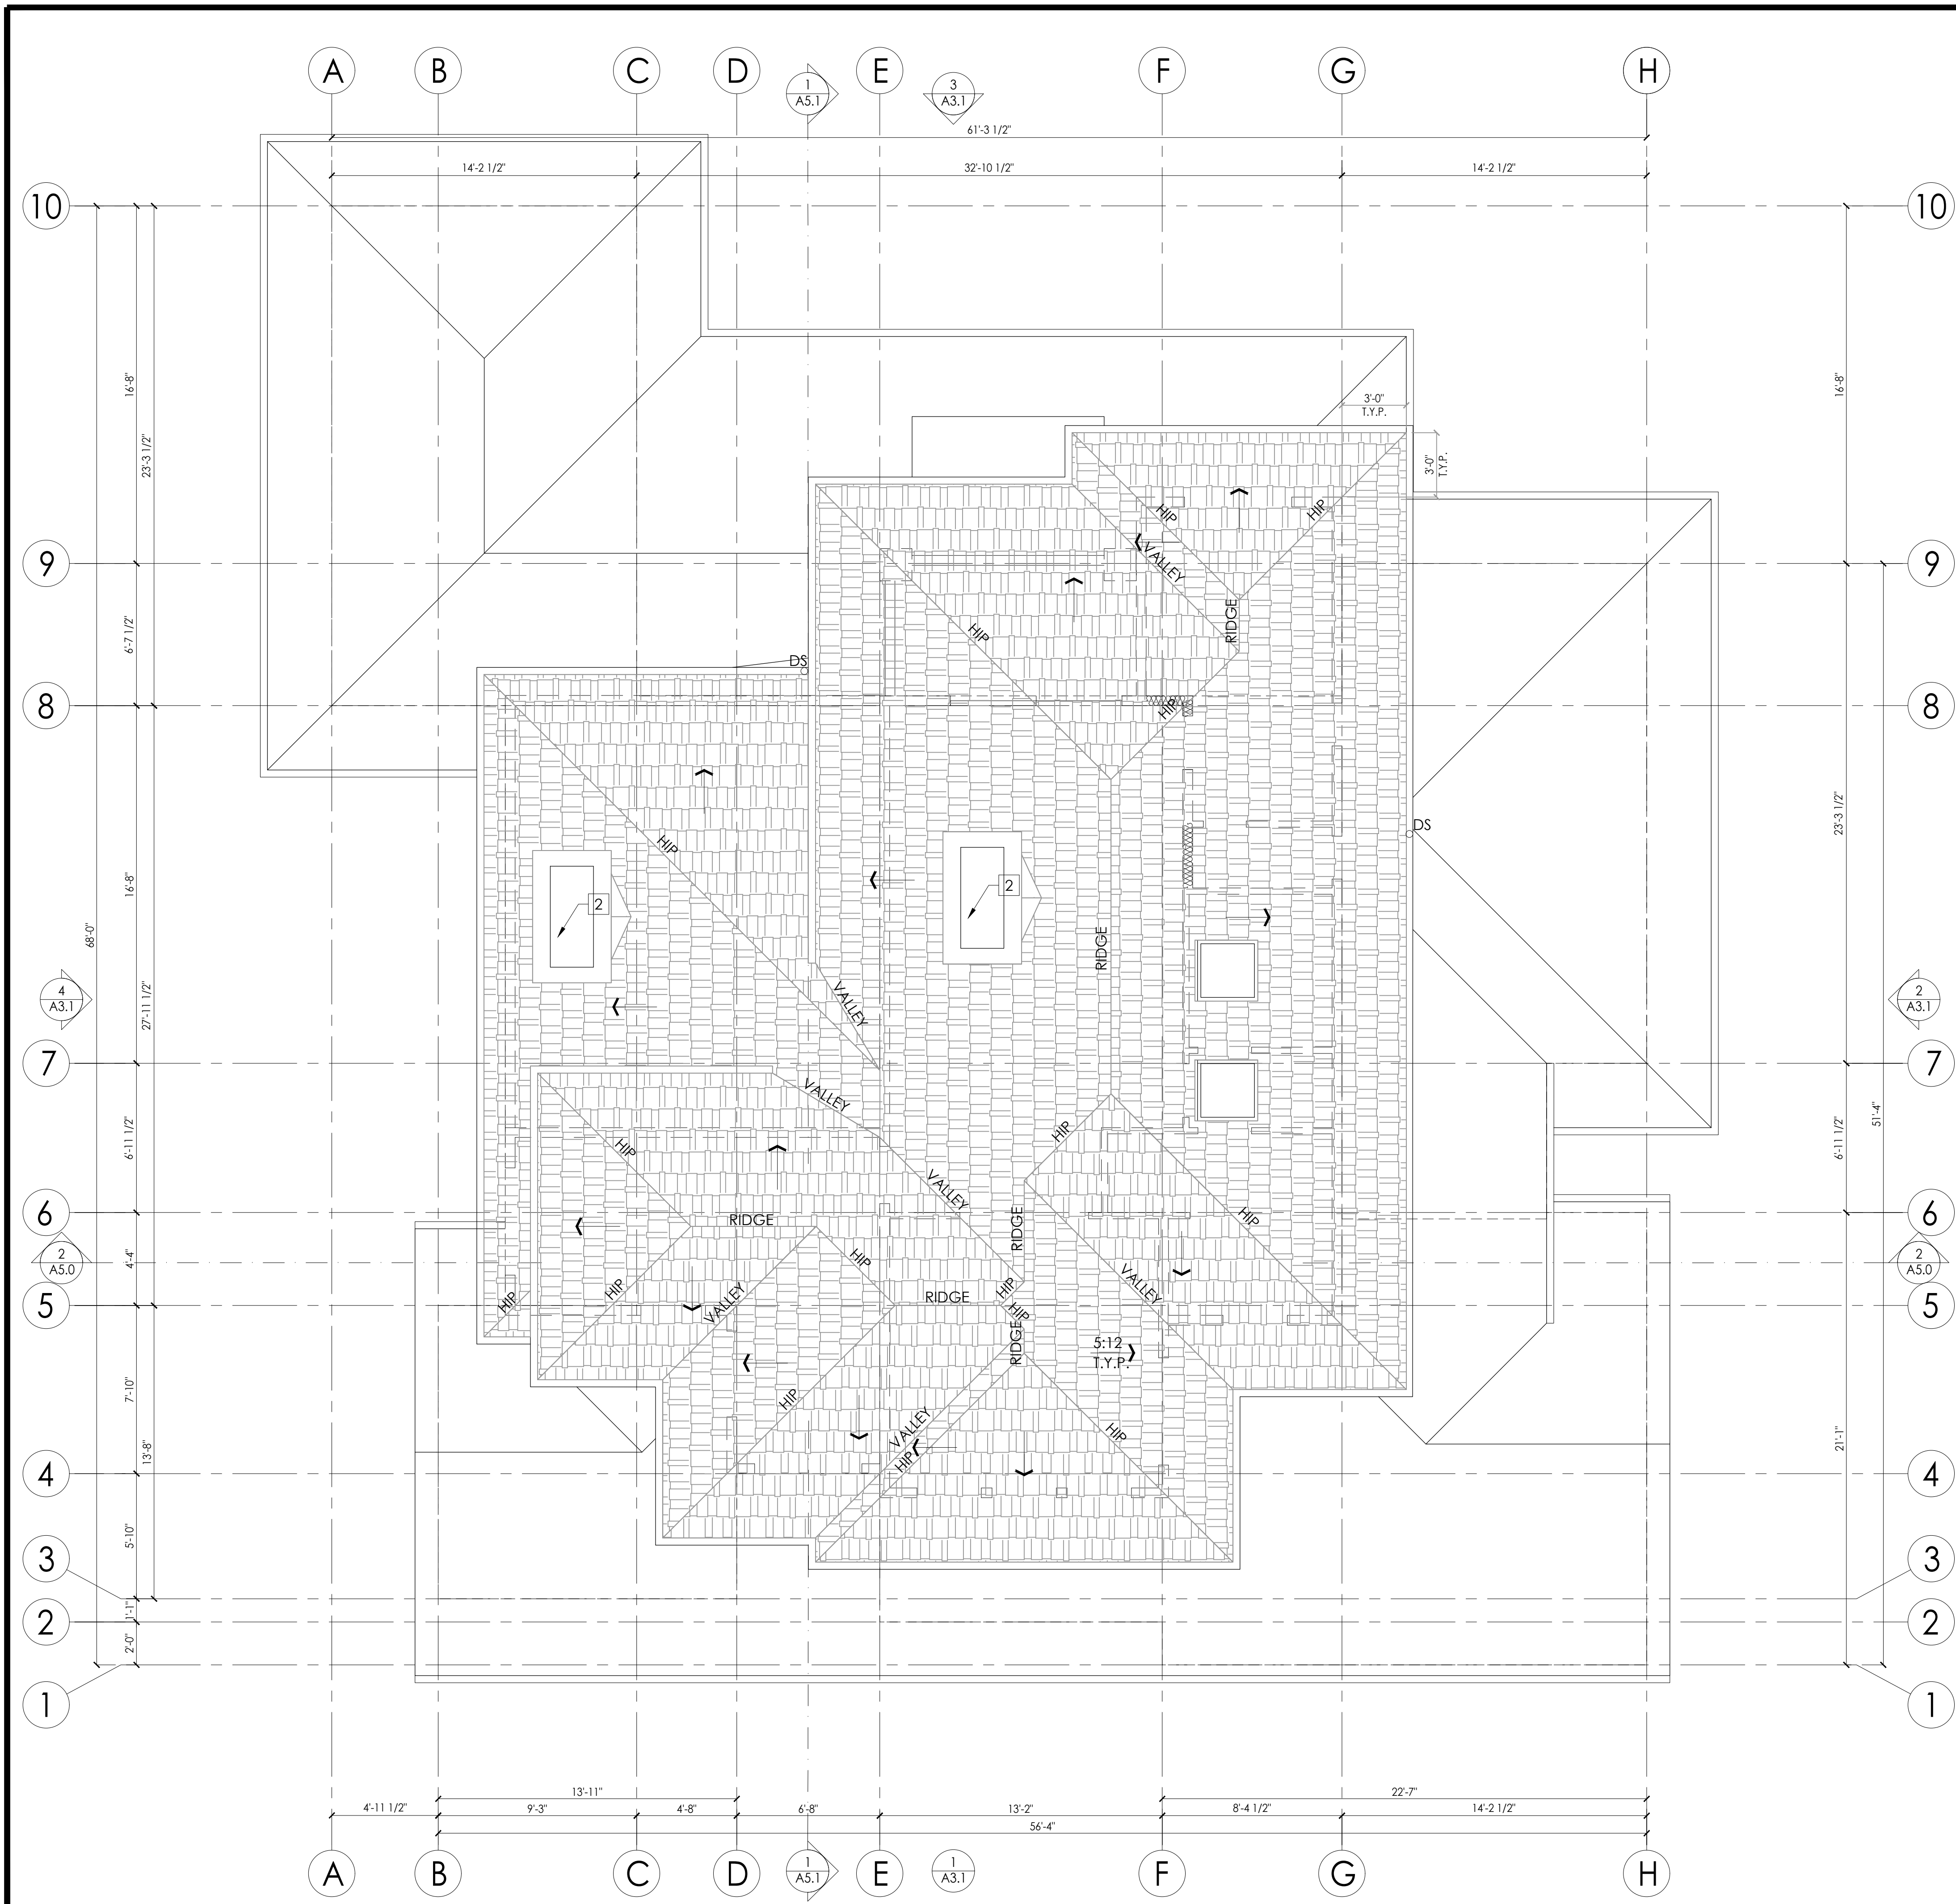 A B C D E F G H
1
A5.1
3
A3.1
61'-3 1/2"
14'-2 1/2" 32'-10 1/2" 14'-2 1/2"
10 10
3'-0"
T.Y.P.
16'-8" 16'-8"
23'-3 1/2"
3'-0"
T.Y.P.
HIP HIP
VALLEY
9 9
6'-7 1/2"
RIDGE
HIP
DS
8 8
HIP
DS
23'-3 1/2"
HIP
16'-8"
2 2
68'-0"
RIDGE
4
A3.1
27'-11 1/2"
VALLEY
2
A3.1
7 7
VALLEY
6'-11 1/2" 6'-11 1/2"
51'-4"
HIP HIP
VALLEY
6 6
RIDGE RIDGE HIP
2
A5.0
4'-4"
HIP
2
A5.0
HIP HIP VALLEY HIP VALLEY
5 5
RIDGE HIP
RIDGE
5:12
T.Y.P.
7'-10"
HIP VALLEY HIP
13'-8"
21'-1"
HIP
4 4
5'-10"
3 3
1'-1"
2 2
2'-0"
1 1
13'-11" 22'-7"
4'-11 1/2" 9'-3" 4'-8" 6'-8" 13'-2" 8'-4 1/2" 14'-2 1/2"
56'-4"
A B C D E F G H
1
A5.1
1
A3.1